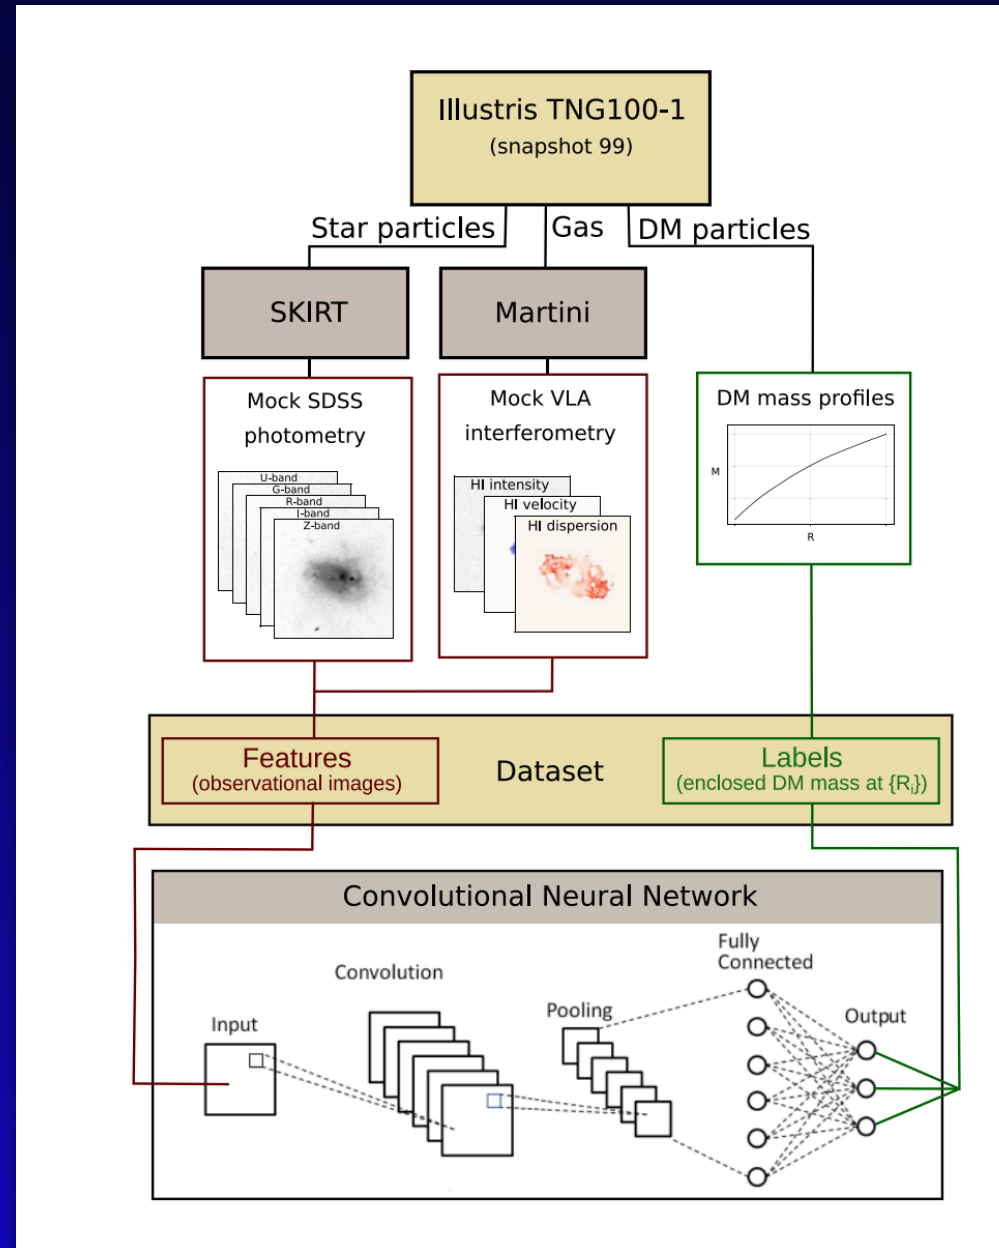 Illustris TNG100-1
(snapshot 99)
Star particles
Gas
DM particles
SKIRT
Martini
Mock SDSS
photometry
U-band
G-band
R-band
I-band
Z-band
Mock VLA
interferometry
HI intensity
HI velocity
HI dispersion
DM mass profiles
M
R
Features
(observational images)
Dataset
Labels
(enclosed DM mass at {Rᵢ})
Convolutional Neural Network
Input
Convolution
Pooling
Fully
Connected
Output